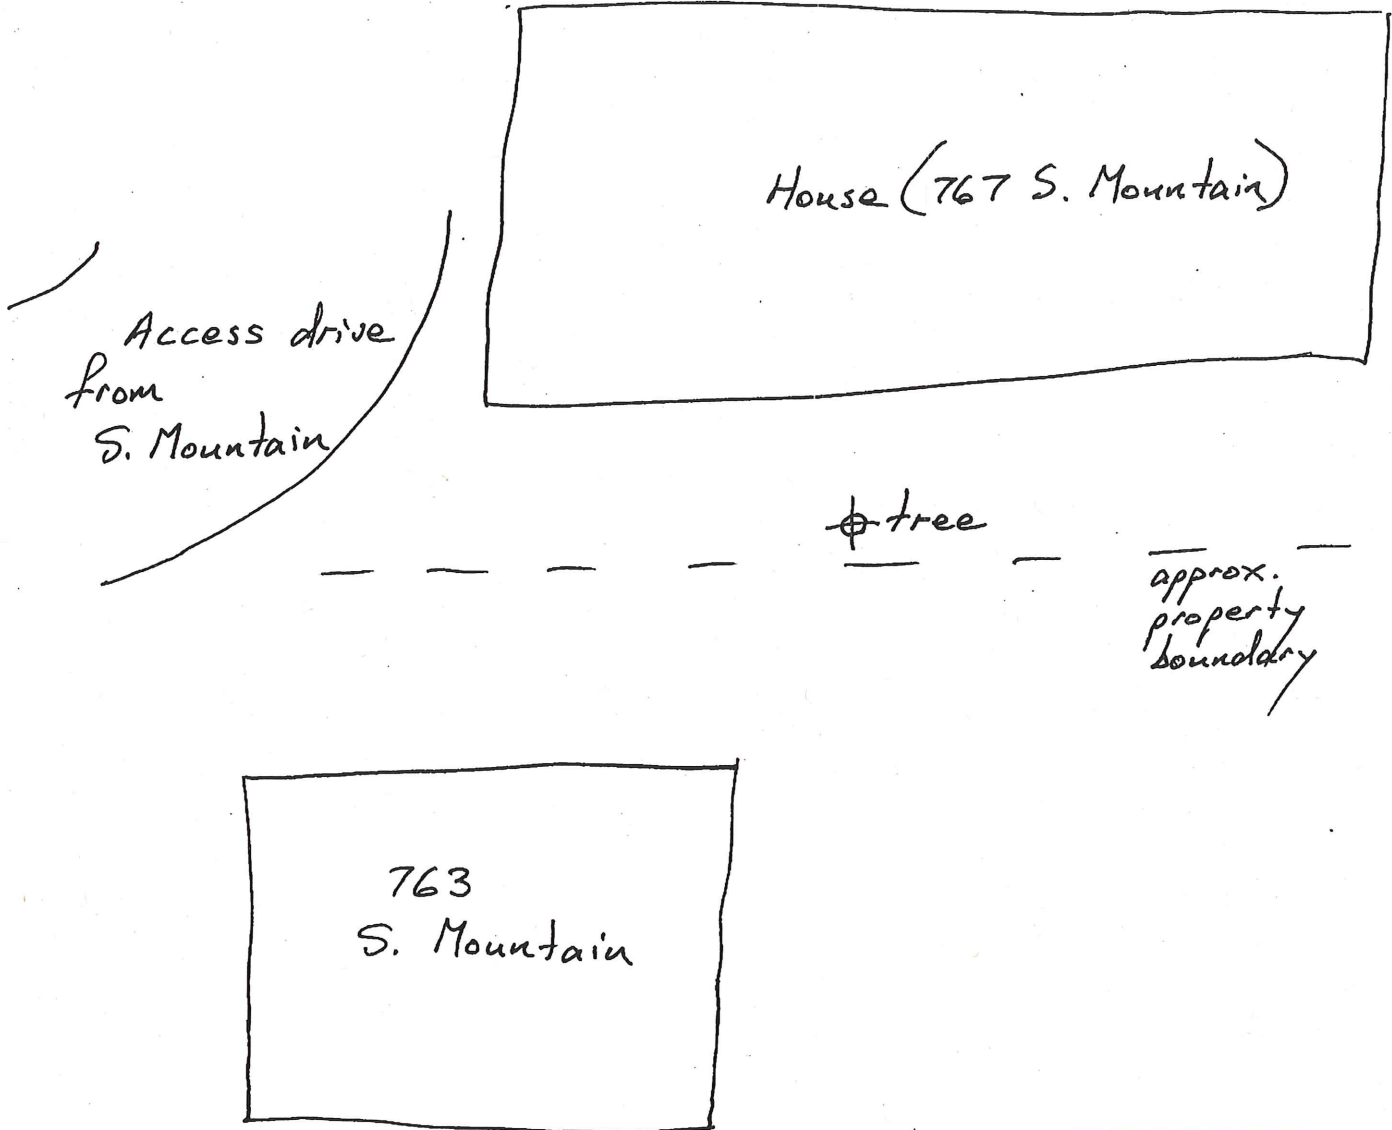 House (767 S. Mountain)
Access drive
from
S. Mountain
tree
approx.
property
boundary
763
S. Mountain